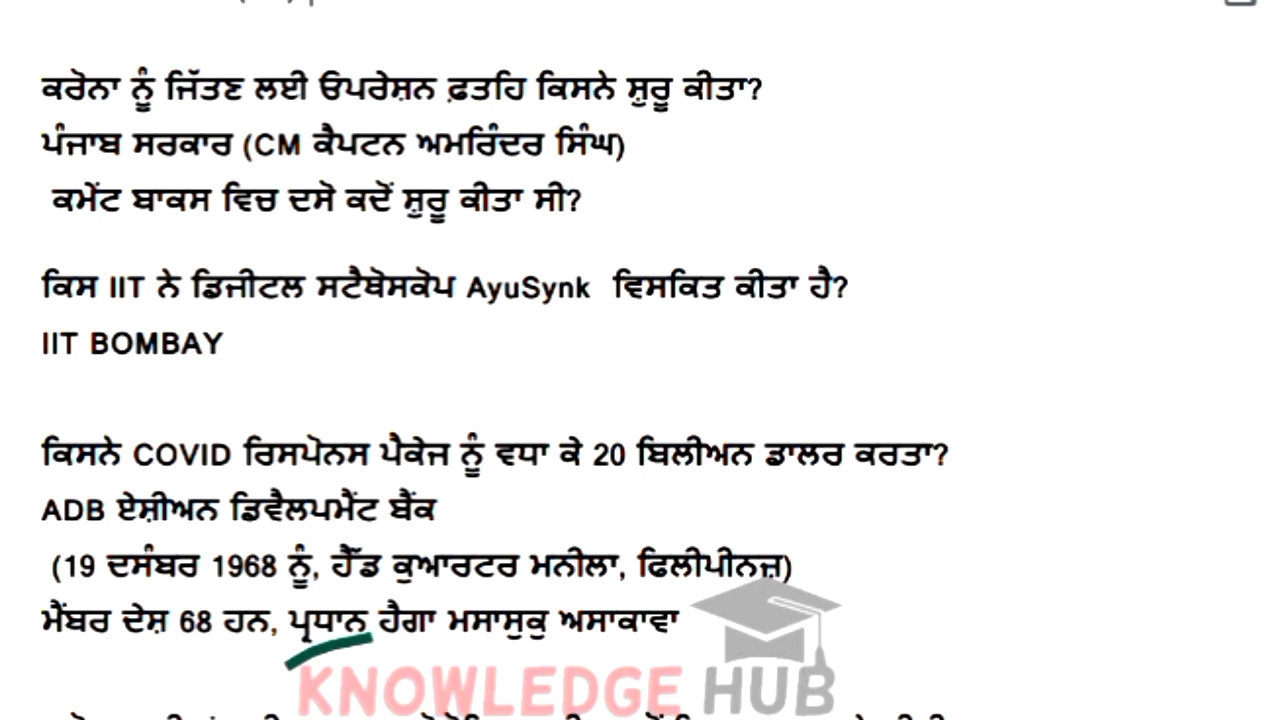 ਕਰੋਨਾ ਨੂੰ ਜਿੱਤਣ ਲਈ ਓਪਰੇਸ਼ਨ ਫ਼ਤਹਿ ਕਿਸਨੇ ਸ਼ੁਰੂ ਕੀਤਾ?
ਪੰਜਾਬ ਸਰਕਾਰ (CM ਕੈਪਟਨ ਅਮਰਿੰਦਰ ਸਿੰਘ)
ਕਮੇਂਟ ਬਾਕਸ ਵਿਚ ਦਸੋ ਕਦੋਂ ਸ਼ੁਰੂ ਕੀਤਾ ਸੀ?
ਕਿਸ IIT ਨੇ ਡਿਜੀਟਲ ਸਟੈਥੋਸਕੋਪ AyuSynk ਵਿਸਕਿਤ ਕੀਤਾ ਹੈ?
IIT BOMBAY
ਕਿਸਨੇ COVID ਰਿਸਪੋਨਸ ਪੈਕੇਜ ਨੂੰ ਵਧਾ ਕੇ 20 ਬਿਲੀਅਨ ਡਾਲਰ ਕਰਤਾ?
ADB ਏਸ਼ੀਅਨ ਡਿਵੈਲਪਮੈਂਟ ਬੈਂਕ
(19 ਦਸੰਬਰ 1968 ਨੂੰ, ਹੈੱਡ ਕੁਆਰਟਰ ਮਨੀਲਾ, ਫਿਲੀਪੀਨਜ਼)
ਮੈਂਬਰ ਦੇਸ਼ 68 ਹਨ, ਪ੍ਰਧਾਨ ਹੈਗਾ ਮਸਾਸੁਕੁ ਅਸਾਕਾਵਾ
KNOWLEDGE HUB